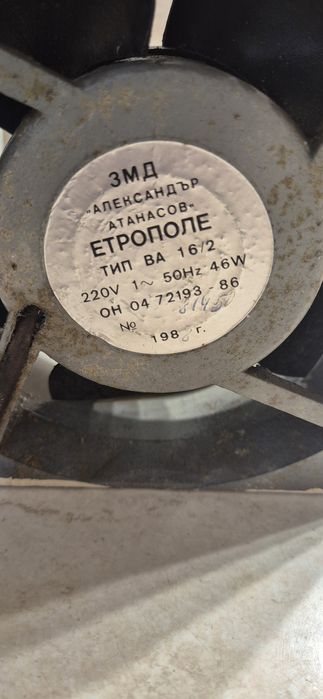 ЗМД
"АЛЕКСАНДЪР
АТАНАСОВ"
ЕТРОПОЛЕ
ТИП ВА 16/2
220V 1~ 50Hz 46W
ОН 04 72193 - 86
№
198 г.